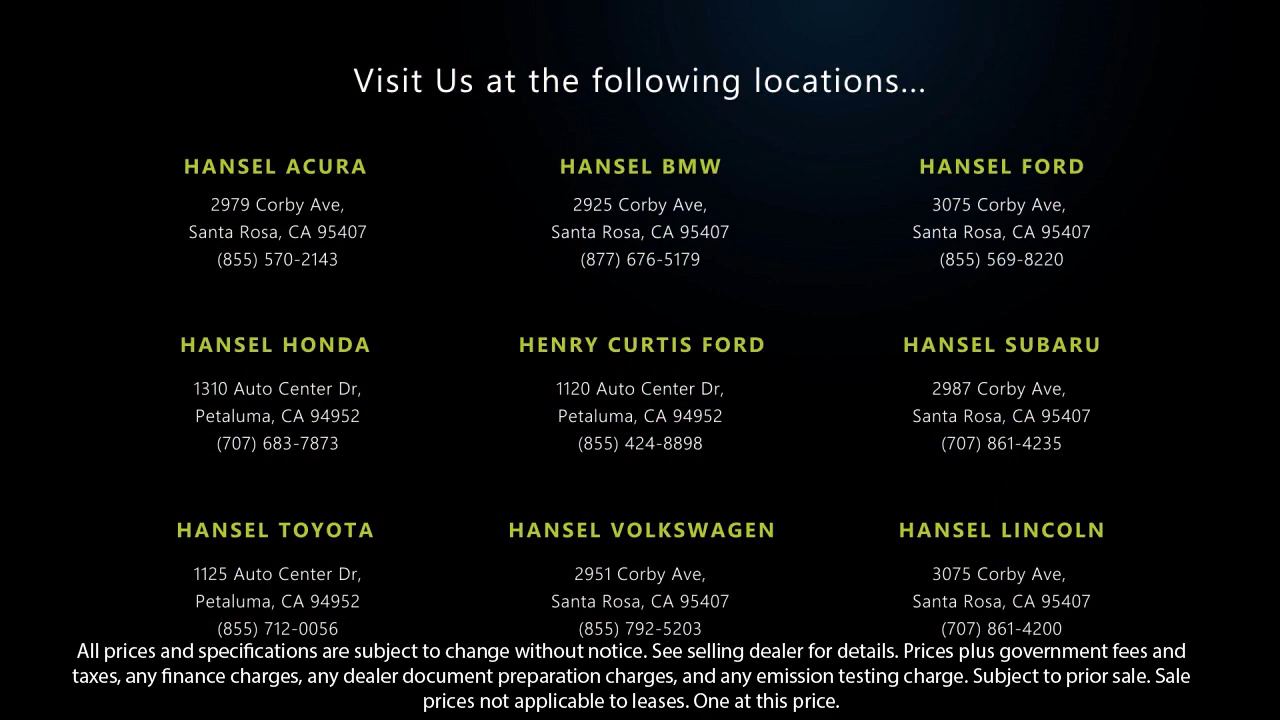 Visit Us at the following locations...
HANSEL ACURA
2979 Corby Ave,
Santa Rosa, CA 95407
(855) 570-2143
HANSEL BMW
2925 Corby Ave,
Santa Rosa, CA 95407
(877) 676-5179
HANSEL FORD
3075 Corby Ave,
Santa Rosa, CA 95407
(855) 569-8220
HANSEL HONDA
1310 Auto Center Dr,
Petaluma, CA 94952
(707) 683-7873
HENRY CURTIS FORD
1120 Auto Center Dr,
Petaluma, CA 94952
(855) 424-8898
HANSEL SUBARU
2987 Corby Ave,
Santa Rosa, CA 95407
(707) 861-4235
HANSEL TOYOTA
1125 Auto Center Dr,
Petaluma, CA 94952
(855) 712-0056
HANSEL VOLKSWAGEN
2951 Corby Ave,
Santa Rosa, CA 95407
(855) 792-5203
HANSEL LINCOLN
3075 Corby Ave,
Santa Rosa, CA 95407
(707) 861-4200
All prices and specifications are subject to change without notice. See selling dealer for details. Prices plus government fees and
taxes, any finance charges, any dealer document preparation charges, and any emission testing charge. Subject to prior sale. Sale
prices not applicable to leases. One at this price.